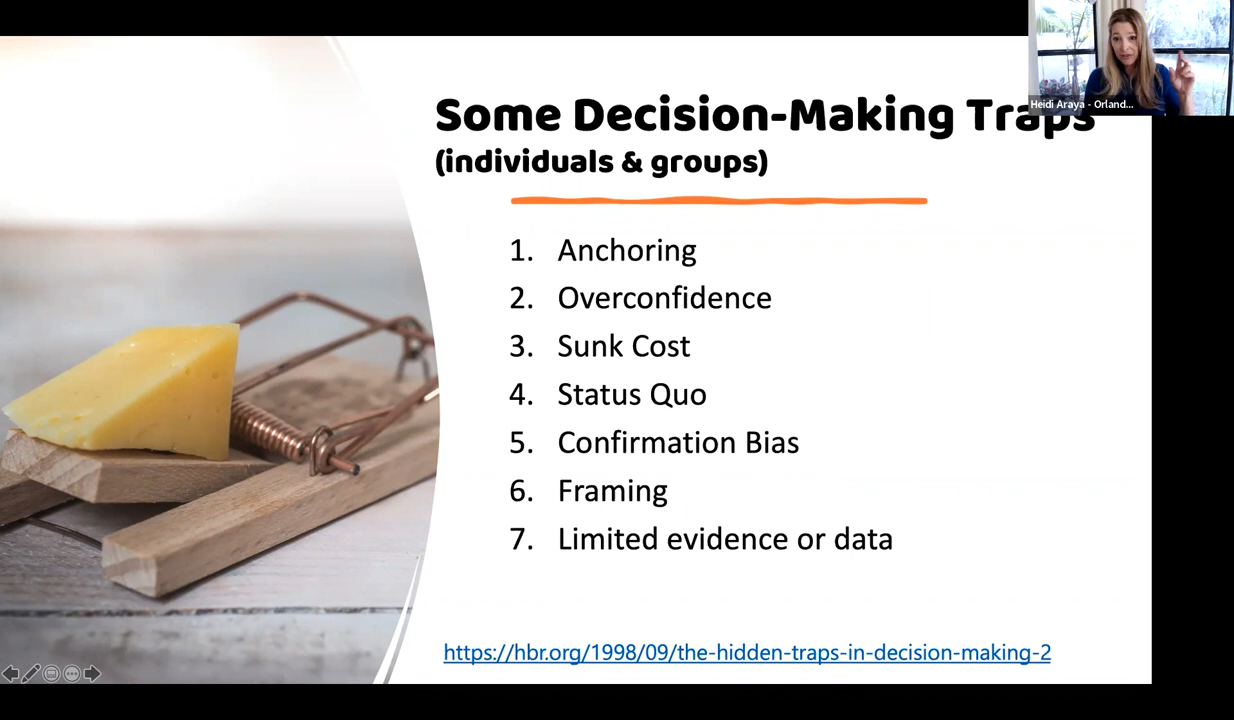 Heidi Araya - Orland...
Some Decision-Making Traps
(individuals & groups)
1. Anchoring
2. Overconfidence
3. Sunk Cost
4. Status Quo
5. Confirmation Bias
6. Framing
7. Limited evidence or data
https://hbr.org/1998/09/the-hidden-traps-in-decision-making-2